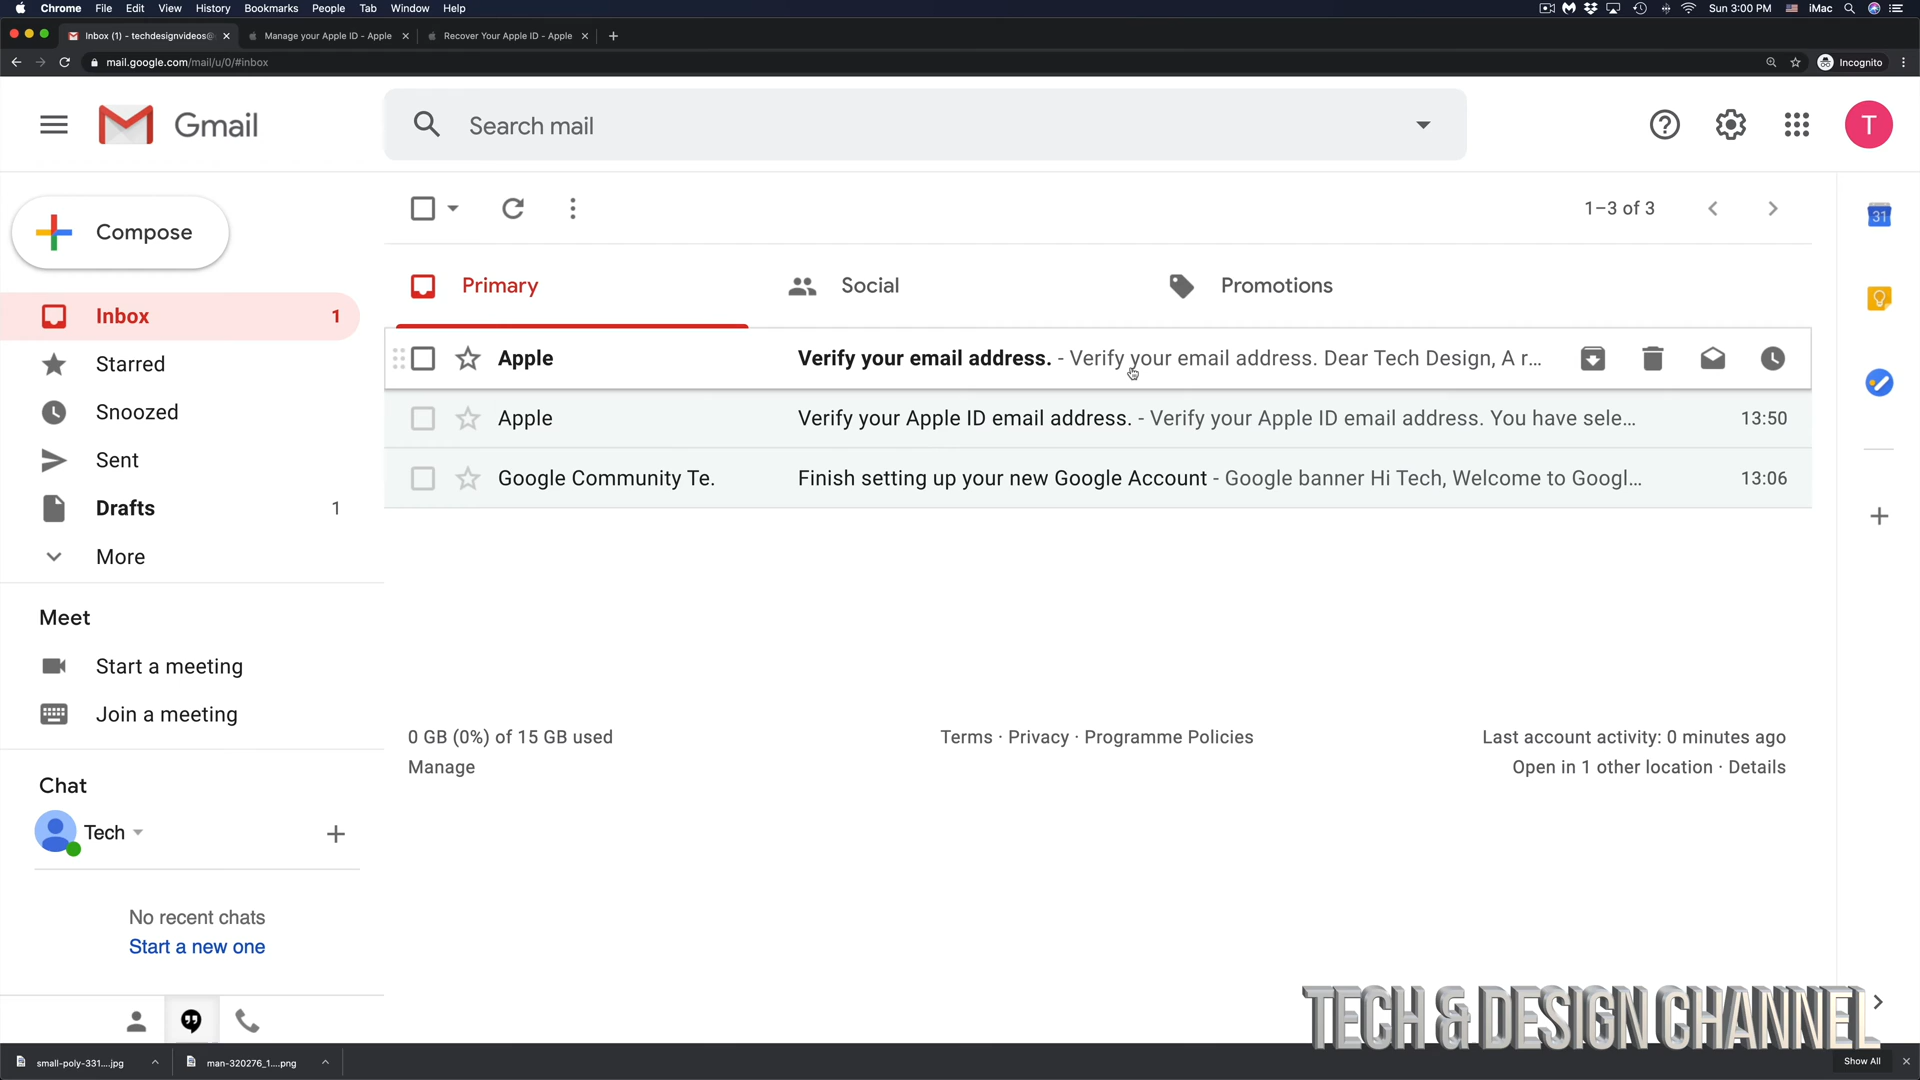 Chrome File Edit View History Bookmarks People Tab Window Help Sun 3:00 PM iMac
Inbox (1) - techdesignvideos@ Manage your Apple ID - Apple Recover Your Apple ID - Apple
mail.google.com/mail/u/0/#inbox Incognito
Gmail Search mail T
1–3 of 3
Compose
Primary Social Promotions
31
Inbox 1
Starred
Snoozed
Sent
Drafts 1
More
Apple Verify your email address. - Verify your email address. Dear Tech Design, A r...
Apple Verify your Apple ID email address. - Verify your Apple ID email address. You have sele... 13:50
Google Community Te. Finish setting up your new Google Account - Google banner Hi Tech, Welcome to Googl... 13:06
Meet
Start a meeting
Join a meeting
0 GB (0%) of 15 GB used Terms · Privacy · Programme Policies Last account activity: 0 minutes ago
Manage Open in 1 other location · Details
Chat
Tech
No recent chats
Start a new one
TECH & DESIGN CHANNEL
small-poly-331....jpg man-320276_1....png Show All